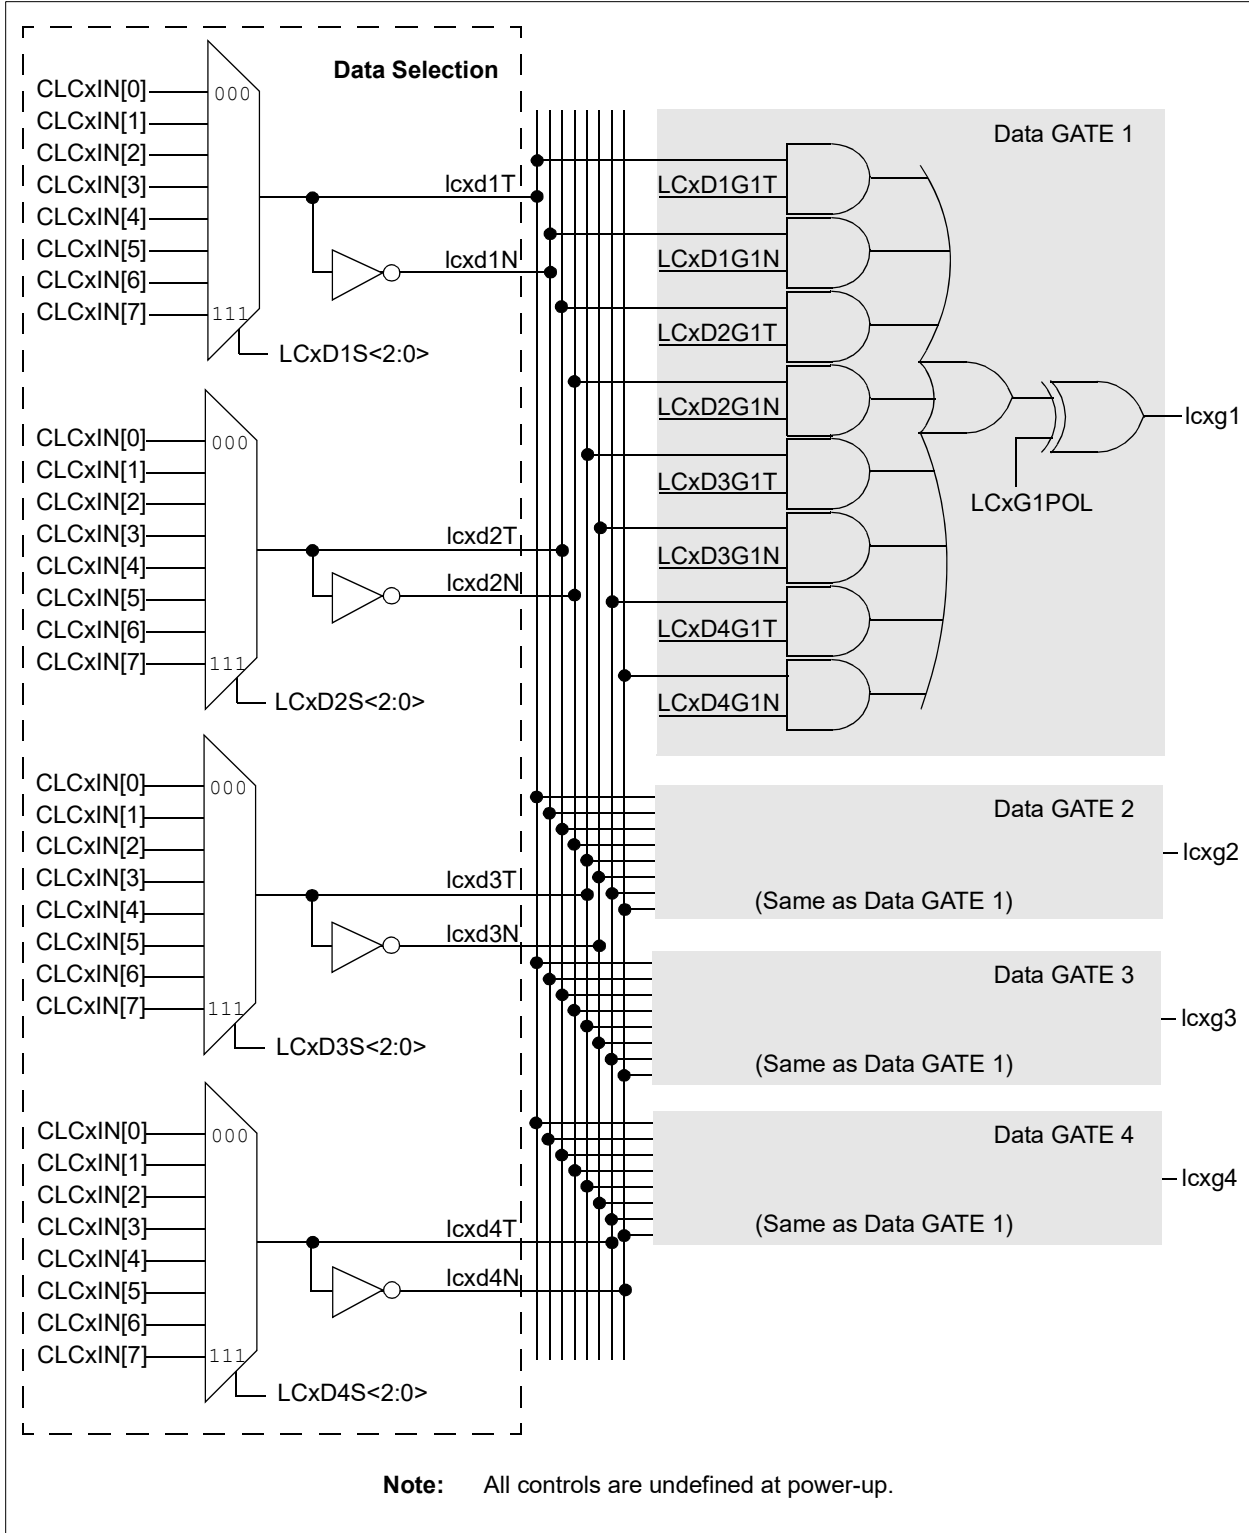 Data Selection
CLCxIN[0]
CLCxIN[1]
CLCxIN[2]
CLCxIN[3]
CLCxIN[4]
CLCxIN[5]
CLCxIN[6]
CLCxIN[7]
000
111
LCxD1S<2:0>
lcxd1T
lcxd1N
CLCxIN[0]
CLCxIN[1]
CLCxIN[2]
CLCxIN[3]
CLCxIN[4]
CLCxIN[5]
CLCxIN[6]
CLCxIN[7]
000
111
LCxD2S<2:0>
lcxd2T
lcxd2N
CLCxIN[0]
CLCxIN[1]
CLCxIN[2]
CLCxIN[3]
CLCxIN[4]
CLCxIN[5]
CLCxIN[6]
CLCxIN[7]
000
111
LCxD3S<2:0>
lcxd3T
lcxd3N
CLCxIN[0]
CLCxIN[1]
CLCxIN[2]
CLCxIN[3]
CLCxIN[4]
CLCxIN[5]
CLCxIN[6]
CLCxIN[7]
000
111
LCxD4S<2:0>
lcxd4T
lcxd4N
Data GATE 1
LCxD1G1T
LCxD1G1N
LCxD2G1T
LCxD2G1N
LCxD3G1T
LCxD3G1N
LCxD4G1T
LCxD4G1N
LCxG1POL
lcxg1
Data GATE 2
(Same as Data GATE 1)
lcxg2
Data GATE 3
(Same as Data GATE 1)
lcxg3
Data GATE 4
(Same as Data GATE 1)
lcxg4
Note: All controls are undefined at power-up.